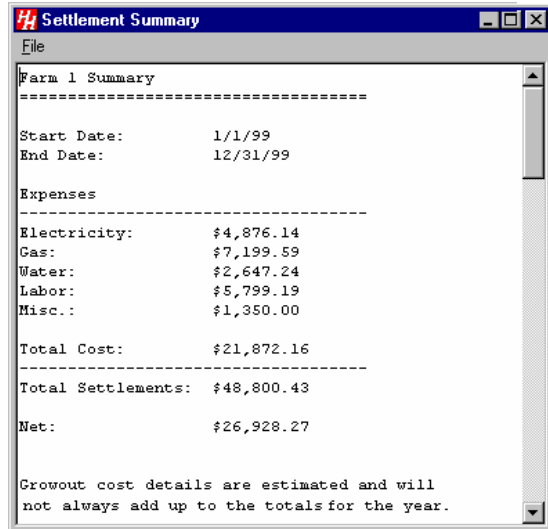 Settlement Summary
File
Farm 1 Summary
====================================
Start Date: 1/1/99
End Date: 12/31/99
Expenses
------------------------------------
Electricity: $4,876.14
Gas: $7,199.59
Water: $2,647.24
Labor: $5,799.19
Misc.: $1,350.00
Total Cost: $21,872.16
------------------------------------
Total Settlements: $48,800.43
Net: $26,928.27
Growout cost details are estimated and will
not always add up to the totals for the year.